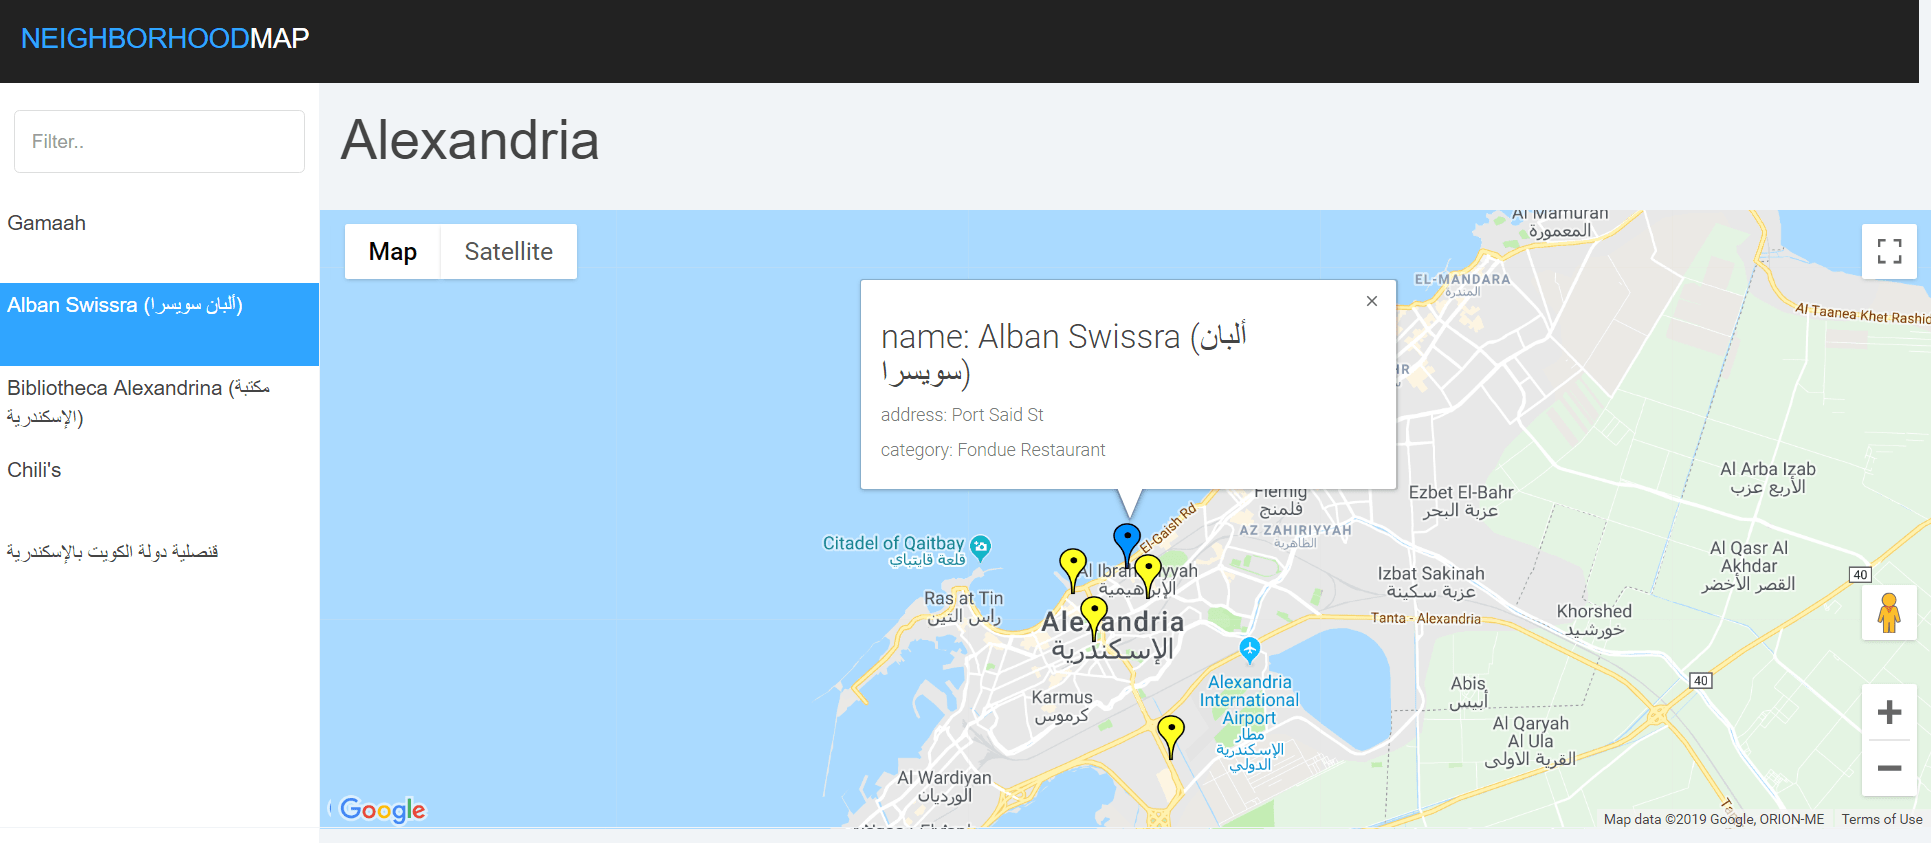 NEIGHBORHOODMAP
Filter..
Gamaah
Alban Swissra (ألبان سويسرا)
Bibliotheca Alexandrina (مكتبة
الإسكندرية)
Chili's
قنصلية دولة الكويت بالإسكندرية
Alexandria
Map
Satellite
name: Alban Swissra (ألبان
سويسرا)
address: Port Said St
category: Fondue Restaurant
Al Mamurah
المعمورة
EL-MANDARA
المندرة
Al Taanea Khet Rashid
Flemig
فلمنج
El-Gaish Rd
AZ ZAHIRIYYAH
الظاهرية
Ezbet El-Bahr
عزبة البحر
Al Arba Izab
الأربع عزب
Citadel of Qaitbay
قلعة قايتباي
Ras at Tin
راس التين
الإبراهيمية
Alexandria
الإسكندرية
Izbat Sakinah
عزبة سكينة
Al Qasr Al
Akhdar
القصر الأخضر
40
Khorshed
خورشيد
Tanta - Alexandria
Karmus
كرموس
Alexandria
International
Airport
مطار
الإسكندرية
الدولي
Abis
أبيس
40
Al Qaryah
Al Ula
القرية الاولى
Al Wardiyan
الورديان
Google
Map data ©2019 Google, ORION-ME
Terms of Use